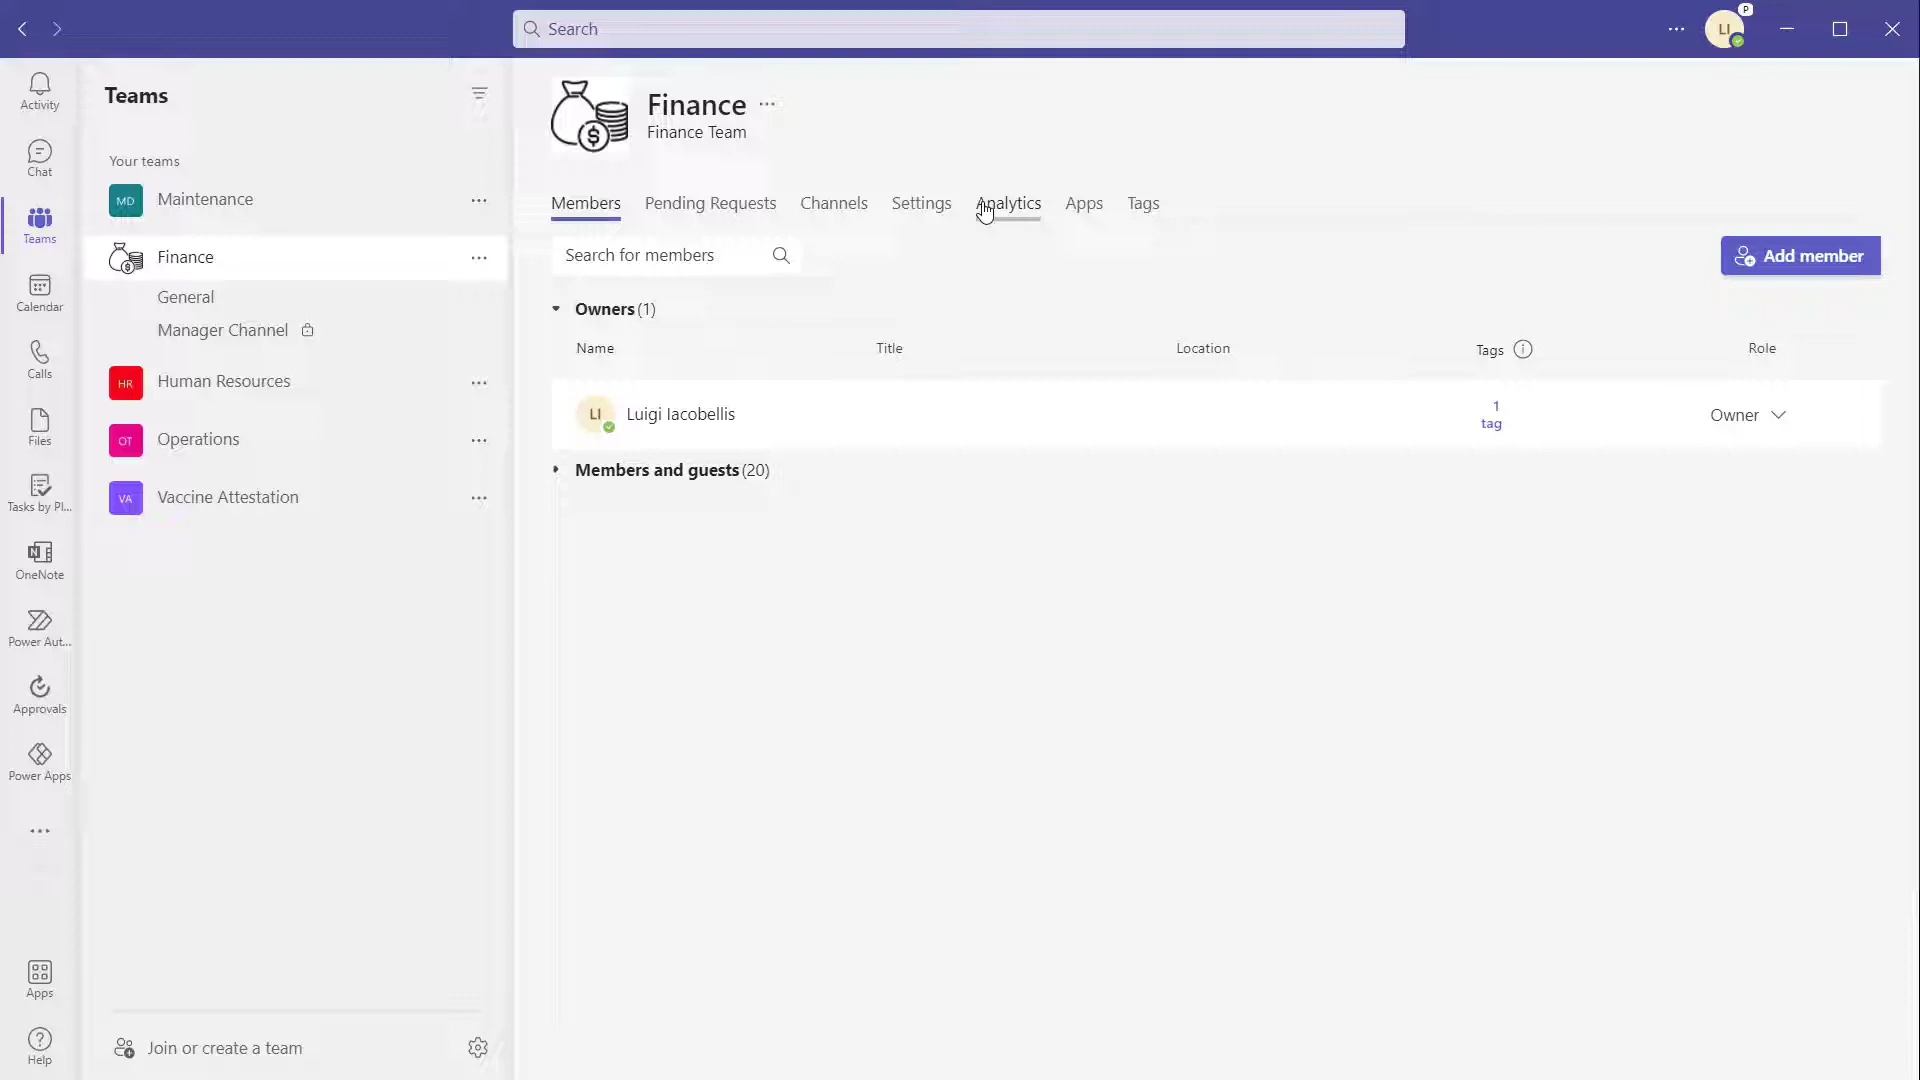 Search
LI
P
Activity
Chat
Teams
Calendar
Calls
Files
Tasks by Pl...
OneNote
Power Aut...
Approvals
Power Apps
Apps
Help
Teams
Your teams
MD Maintenance
Finance
General
Manager Channel
HR Human Resources
OT Operations
VA Vaccine Attestation
Join or create a team
Finance
Finance Team
Members Pending Requests Channels Settings Analytics Apps Tags
Search for members
Add member
Owners (1)
Name Title Location Tags Role
LI Luigi Iacobellis 1 tag Owner
Members and guests (20)